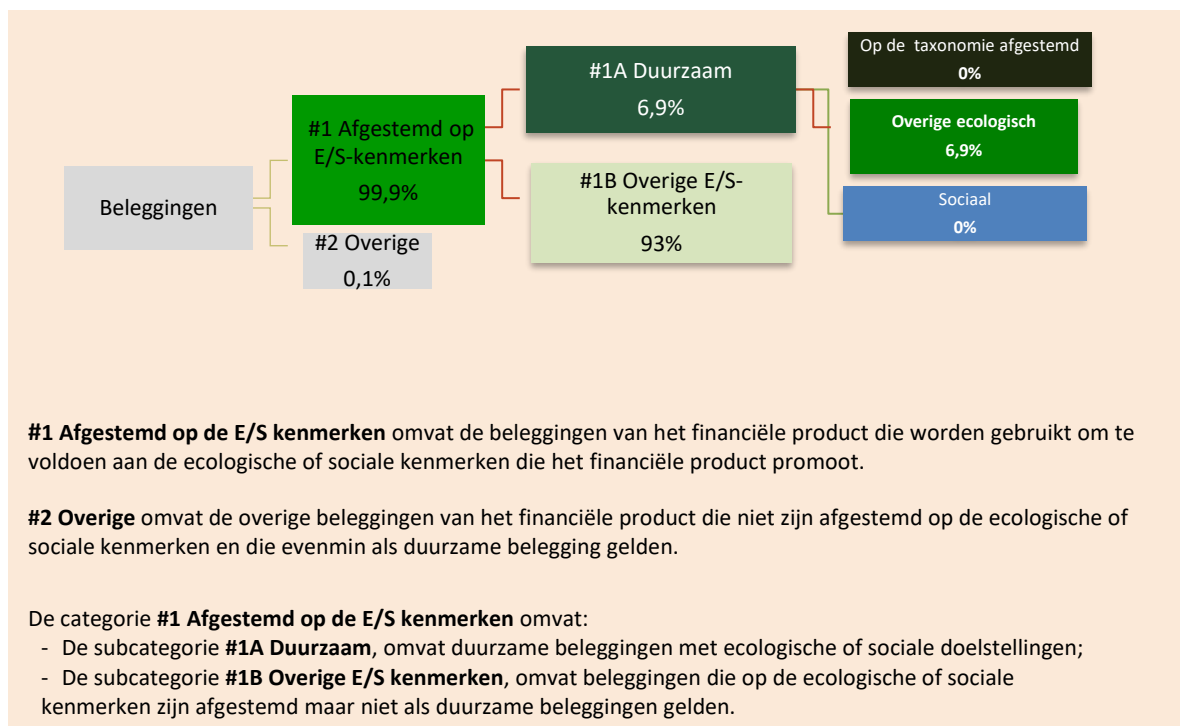 Beleggingen
#1 Afgestemd op
E/S-kenmerken
99,9%
#2 Overige
0,1%
#1A Duurzaam
6,9%
#1B Overige E/S-
kenmerken
93%
Op de taxonomie afgestemd
0%
Overige ecologisch
6,9%
Sociaal
0%
#1 Afgestemd op de E/S kenmerken omvat de beleggingen van het financiële product die worden gebruikt om te
voldoen aan de ecologische of sociale kenmerken die het financiële product promoot.
#2 Overige omvat de overige beleggingen van het financiële product die niet zijn afgestemd op de ecologische of
sociale kenmerken en die evenmin als duurzame belegging gelden.
De categorie #1 Afgestemd op de E/S kenmerken omvat:
- De subcategorie #1A Duurzaam, omvat duurzame beleggingen met ecologische of sociale doelstellingen;
- De subcategorie #1B Overige E/S kenmerken, omvat beleggingen die op de ecologische of sociale
kenmerken zijn afgestemd maar niet als duurzame beleggingen gelden.